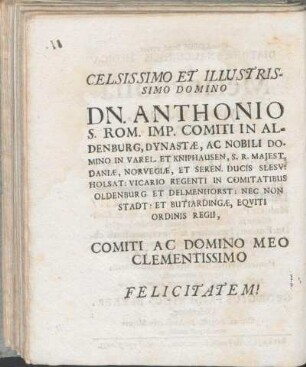 CELSISSIMO ET ILLUSTRIS-
SIMO DOMINO
DN. ANTHONIO
S. ROM. IMP. COMITI IN AL-
DENBURG, DYNASTÆ, AC NOBILI DO-
MINO IN VAREL ET KNIPHAUSEN, S. R. MAJEST.
DANIÆ, NORVEGIÆ, ET SEREN. DUCIS SLESV:
HOLSAT: VICARIO REGENTI IN COMITATIBUS
OLDENBURG ET DELMENHORST: NEC NON
STADT: ET BUTIARDINGÆ, EQVITI
ORDINIS REGII,
COMITI AC DOMINO MEO
CLEMENTISSIMO
FELICITATEM!